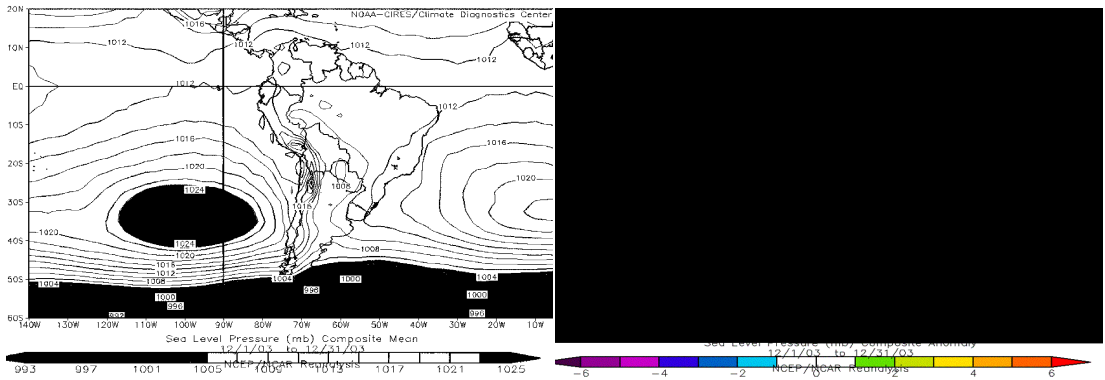 NOAA-CIRES/Climate Diagnostics Center
20N
1016
1012
1012
1012
10N
1012
1012
EQ
1012
10S
1016
1016
20S
1020
1008
1020
1024
30S
1016
1020
1024
40S
1020
1008
1016
1012
1004
1004
1008
1000
50S
1004
1000
996
1000
996
996
60S
140W 130W 120W 110W 100W 90W 80W 70W 60W 50W 40W 30W 20W 10W
Sea Level Pressure (mb) Composite Mean
12/1/03 to 12/31/03
NCEP/NCAR Reanalysis
993 997 1001 1005 1009 1013 1017 1021 1025
Sea Level Pressure (mb) Composite Anomaly
12/1/03 to 12/31/03
NCEP/NCAR Reanalysis
-6 -4 -2 0 2 4 6